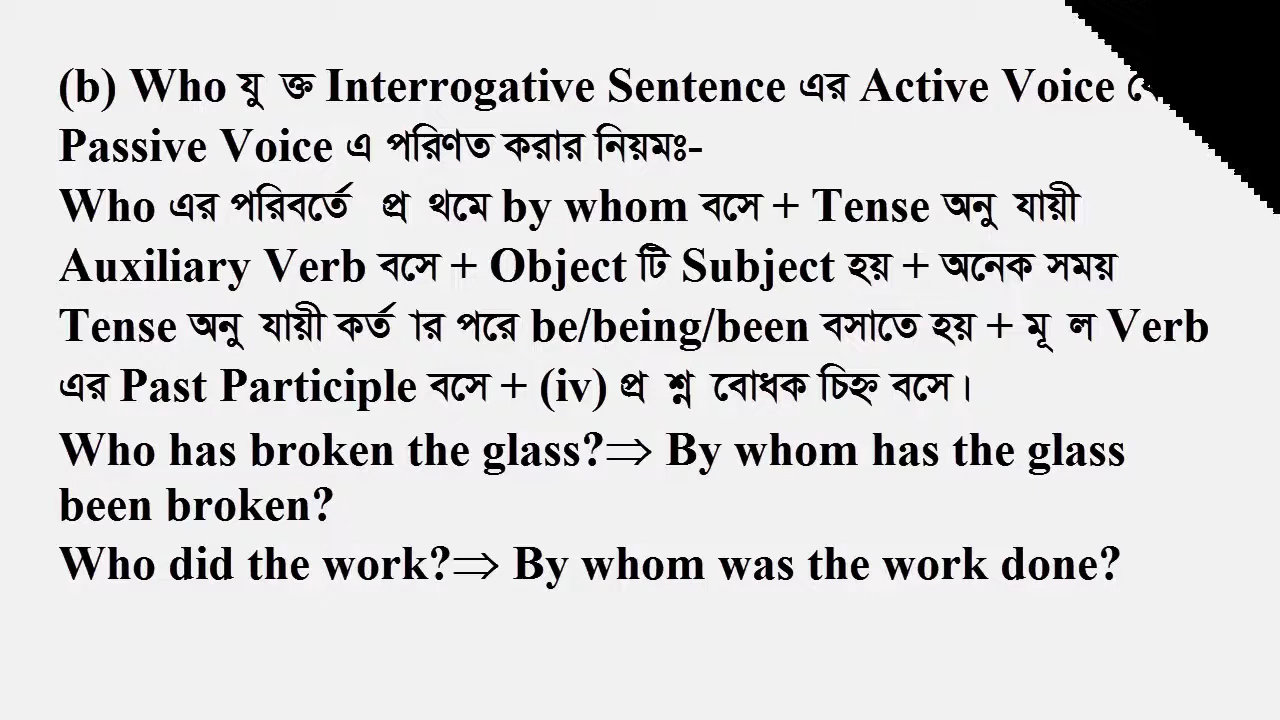 (b) Who যুক্ত Interrogative Sentence এর Active Voice
Passive Voice এ পরিণত করার নিয়মঃ-
Who এর পরিবর্তে প্রথমে by whom বসে + Tense অনুযায়ী
Auxiliary Verb বসে + Object টি Subject হয় + অনেক সময়
Tense অনুযায়ী কর্তার পরে be/being/been বসাতে হয় + মূল Verb
এর Past Participle বসে + (iv) প্রশ্নবোধক চিহ্ন বসে।
Who has broken the glass?⇒ By whom has the glass
been broken?
Who did the work?⇒ By whom was the work done?